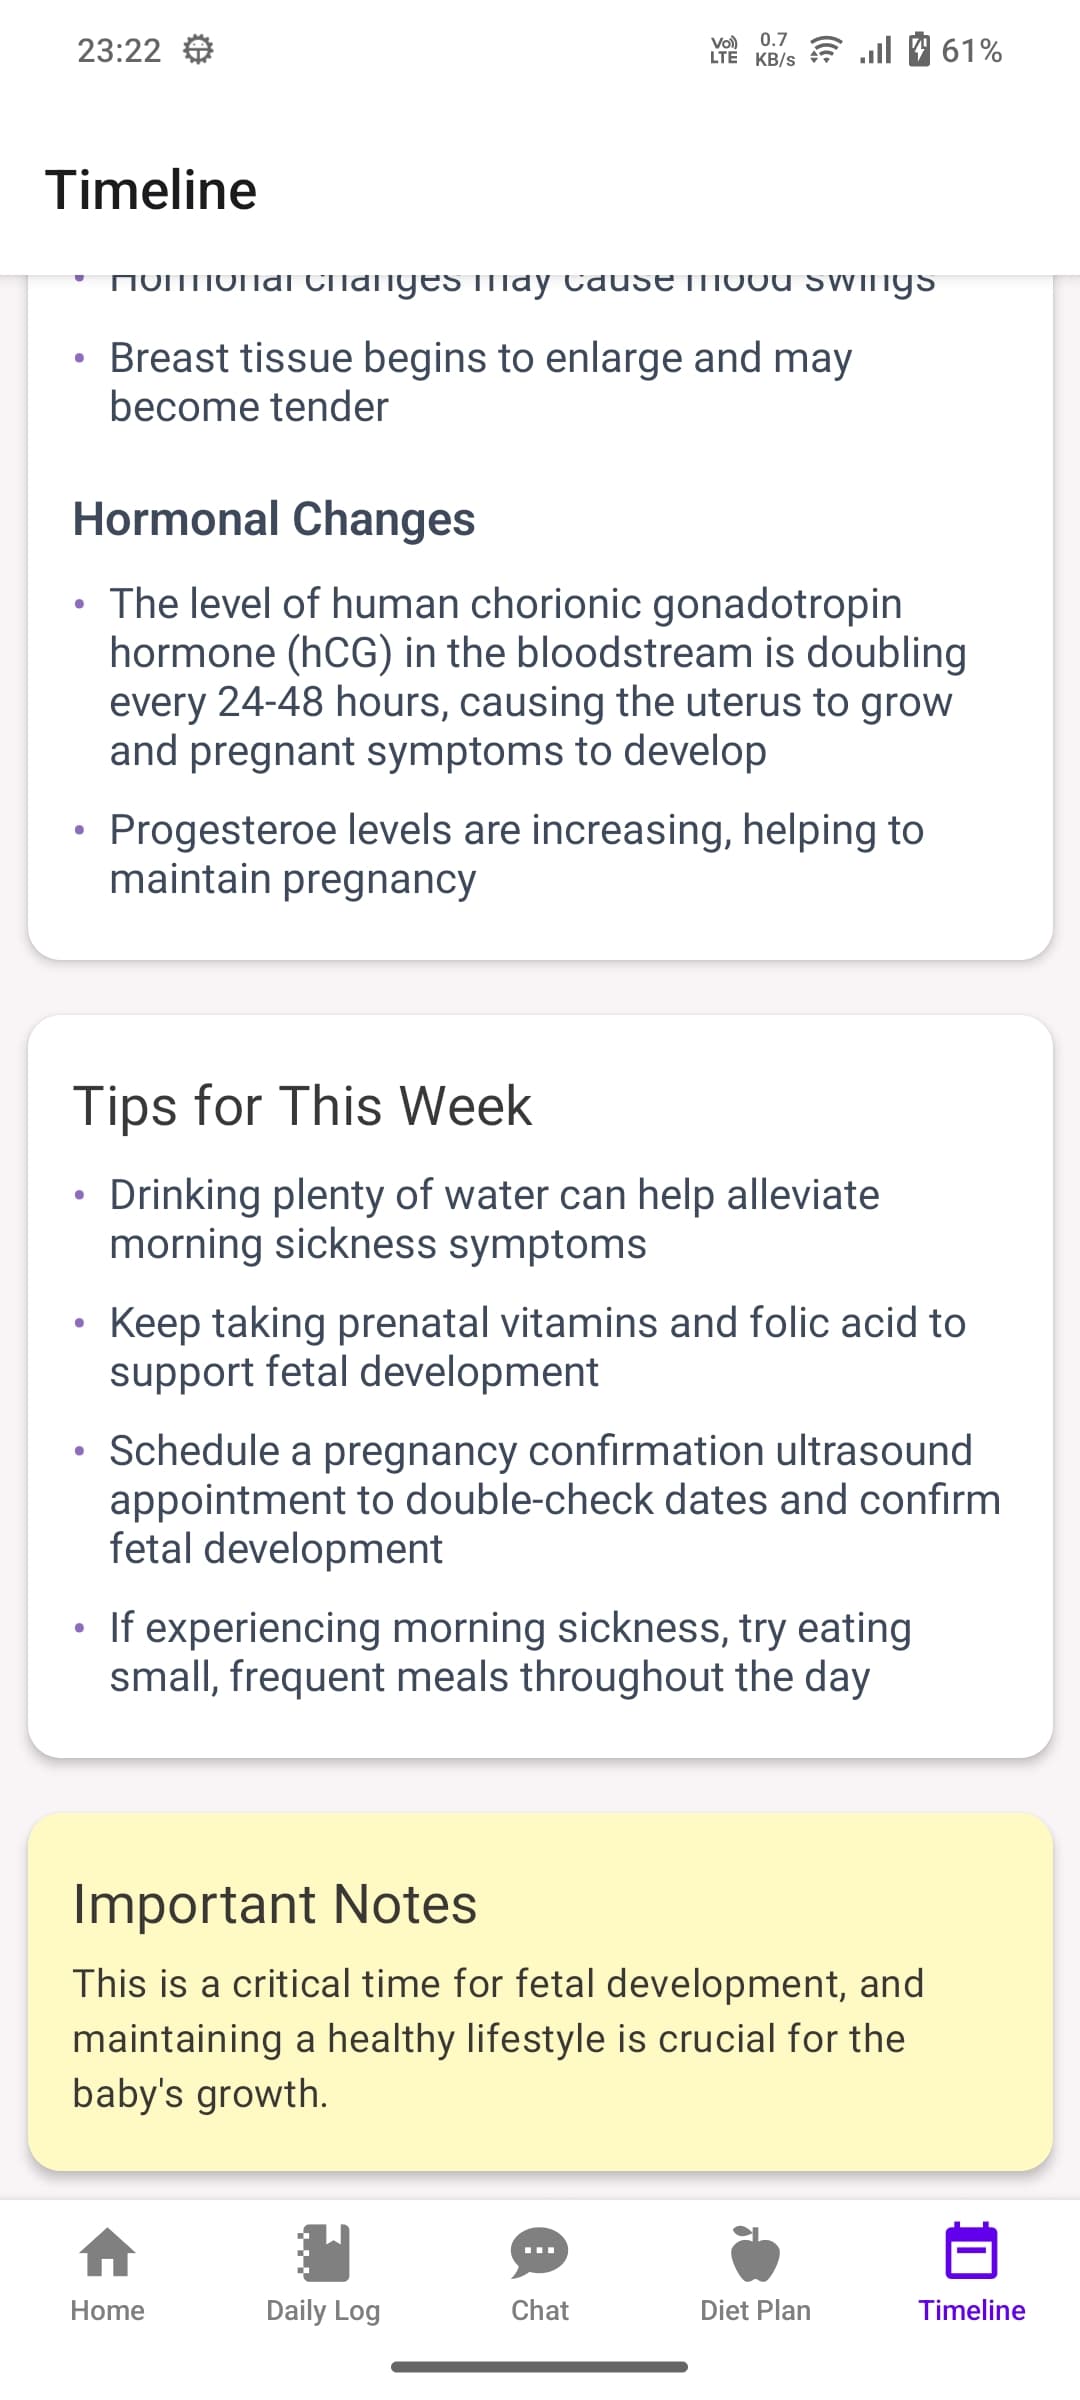 23:22
Vo)) LTE 0.7 KB/s 61%
Timeline
• Hormonal changes may cause mood swings
• Breast tissue begins to enlarge and may
become tender
Hormonal Changes
• The level of human chorionic gonadotropin
hormone (hCG) in the bloodstream is doubling
every 24-48 hours, causing the uterus to grow
and pregnant symptoms to develop
• Progesteroe levels are increasing, helping to
maintain pregnancy
Tips for This Week
• Drinking plenty of water can help alleviate
morning sickness symptoms
• Keep taking prenatal vitamins and folic acid to
support fetal development
• Schedule a pregnancy confirmation ultrasound
appointment to double-check dates and confirm
fetal development
• If experiencing morning sickness, try eating
small, frequent meals throughout the day
Important Notes
This is a critical time for fetal development, and
maintaining a healthy lifestyle is crucial for the
baby's growth.
Home Daily Log Chat Diet Plan Timeline